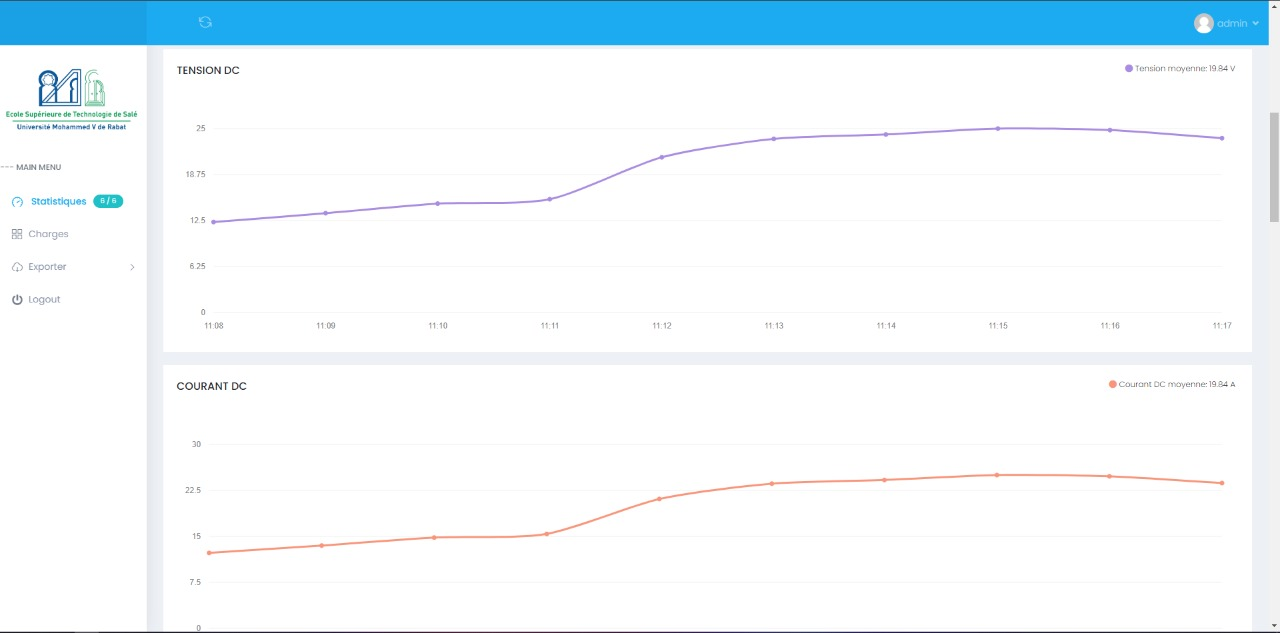 admin
Ecole Supérieure de Technologie de Salé
Université Mohammed V de Rabat
--- MAIN MENU
Statistiques 6 / 6
Charges
Exporter
Logout
TENSION DC
Tension moyenne: 19.84 V
25
18.75
12.5
6.25
0
11:08 11:09 11:10 11:11 11:12 11:13 11:14 11:15 11:16 11:17
COURANT DC
Courant DC moyenne: 19.84 A
30
22.5
15
7.5
0